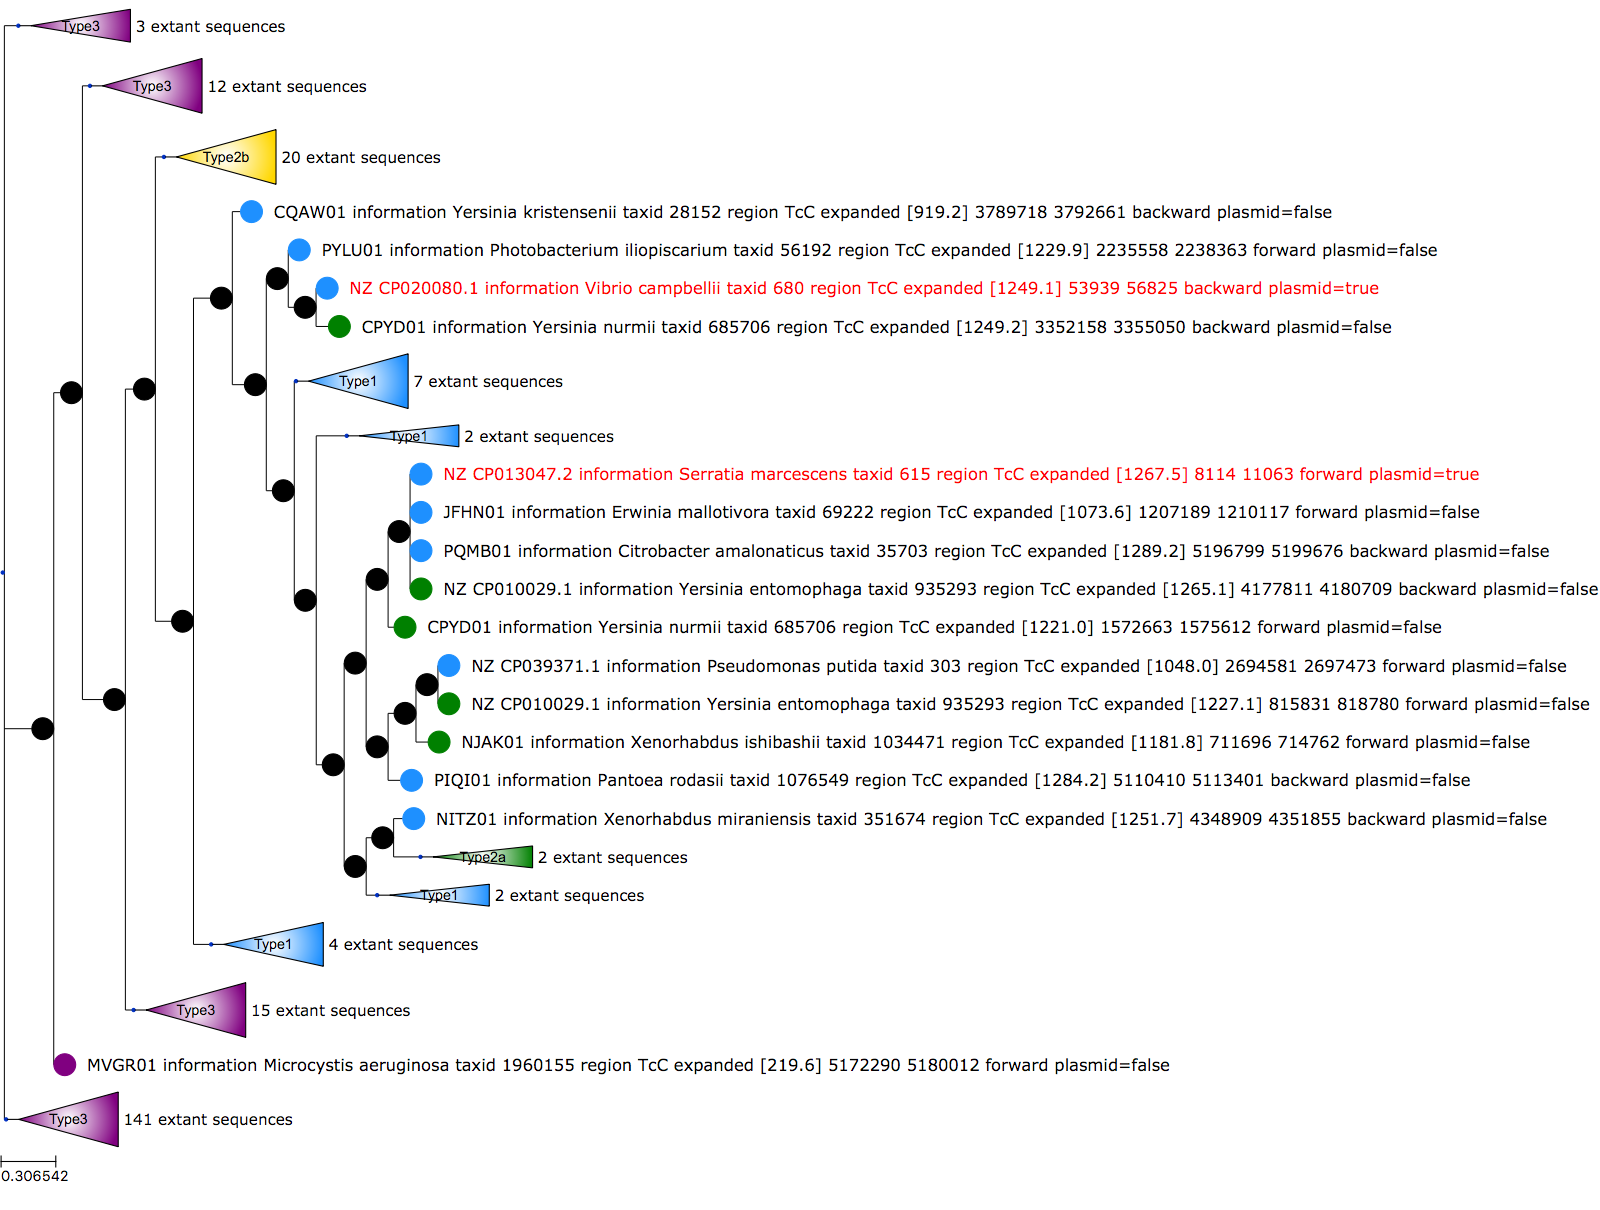 Type3 3 extant sequences
Type3 12 extant sequences
Type2b 20 extant sequences
CQAW01 information Yersinia kristensenii taxid 28152 region TcC expanded [919.2] 3789718 3792661 backward plasmid=false
PYLU01 information Photobacterium iliopiscarium taxid 56192 region TcC expanded [1229.9] 2235558 2238363 forward plasmid=false
NZ CP020080.1 information Vibrio campbellii taxid 680 region TcC expanded [1249.1] 53939 56825 backward plasmid=true
CPYD01 information Yersinia nurmii taxid 685706 region TcC expanded [1249.2] 3352158 3355050 backward plasmid=false
Type1 7 extant sequences
Type1 2 extant sequences
NZ CP013047.2 information Serratia marcescens taxid 615 region TcC expanded [1267.5] 8114 11063 forward plasmid=true
JFHN01 information Erwinia mallotivora taxid 69222 region TcC expanded [1073.6] 1207189 1210117 forward plasmid=false
PQMB01 information Citrobacter amalonaticus taxid 35703 region TcC expanded [1289.2] 5196799 5199676 backward plasmid=false
NZ CP010029.1 information Yersinia entomophaga taxid 935293 region TcC expanded [1265.1] 4177811 4180709 backward plasmid=false
CPYD01 information Yersinia nurmii taxid 685706 region TcC expanded [1221.0] 1572663 1575612 forward plasmid=false
NZ CP039371.1 information Pseudomonas putida taxid 303 region TcC expanded [1048.0] 2694581 2697473 forward plasmid=false
NZ CP010029.1 information Yersinia entomophaga taxid 935293 region TcC expanded [1227.1] 815831 818780 forward plasmid=false
NJAK01 information Xenorhabdus ishibashii taxid 1034471 region TcC expanded [1181.8] 711696 714762 forward plasmid=false
PIQI01 information Pantoea rodasii taxid 1076549 region TcC expanded [1284.2] 5110410 5113401 backward plasmid=false
NITZ01 information Xenorhabdus miraniensis taxid 351674 region TcC expanded [1251.7] 4348909 4351855 backward plasmid=false
Type2a 2 extant sequences
Type1 2 extant sequences
Type1 4 extant sequences
Type3 15 extant sequences
MVGR01 information Microcystis aeruginosa taxid 1960155 region TcC expanded [219.6] 5172290 5180012 forward plasmid=false
Type3 141 extant sequences
0.306542